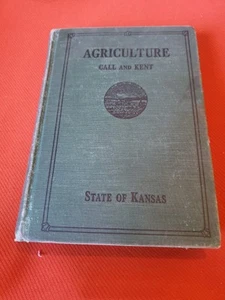 AGRICULTURE
CALL AND KENT
STATE OF KANSAS